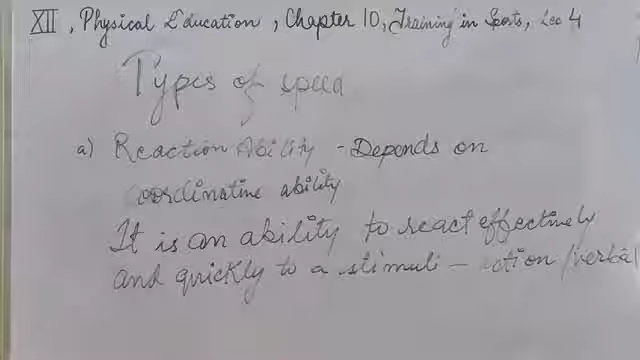 XII, Physical Education, Chapter 10, Training in Sports, Lec 4
Types of speed
a) Reaction Ability - Depends on
coordinative ability
It is an ability to react effectively
and quickly to a stimuli - action/verbal